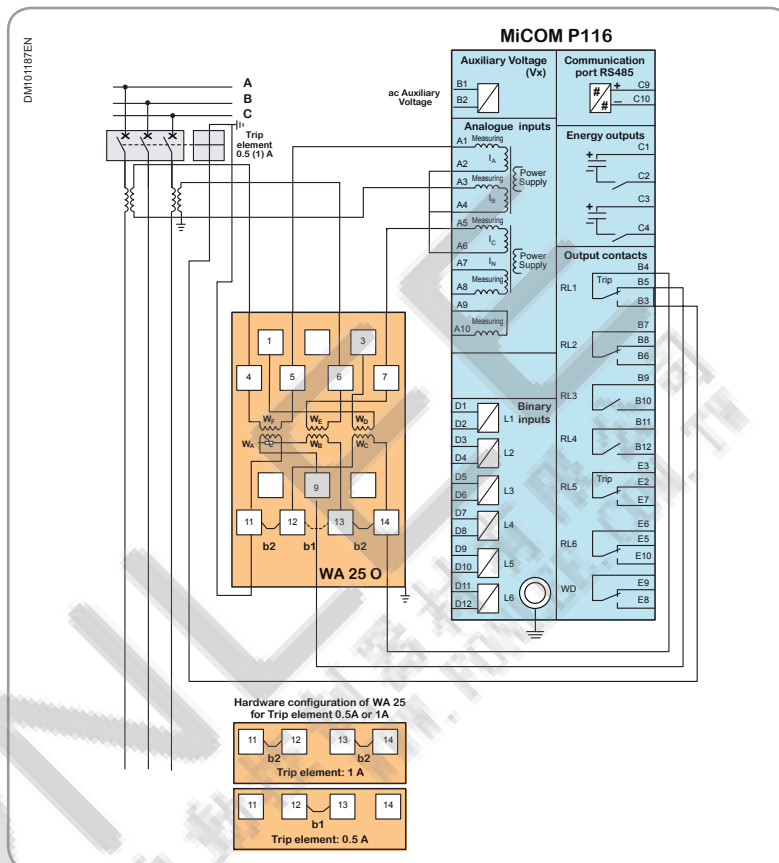 DM101187EN
MiCOM P116
A
B
C
Trip
element
0.5 (1) A
ac Auxiliary
Voltage
Auxiliary Voltage
(Vx)
B1
B2
Communication
port RS485
# #
+
C9
–
C10
Analogue inputs
A1
Measuring
IA
A2
A3
Measuring
IB
A4
Power
Supply
A5
Measuring
IC
A6
A7
IN
A8
Measuring
Power
Supply
A9
A10
Measuring
Energy outputs
C1
+
C2
C3
+
C4
Output contacts
B4
RL1
Trip
B5
B3
B7
RL2
B8
B6
B9
RL3
B10
B11
RL4
B12
E3
RL5
Trip
E2
E7
E6
RL6
E5
E10
E9
WD
E8
Binary
inputs
D1
D2
L1
D3
D4
L2
D5
D6
L3
D7
D8
L4
D9
D10
L5
D11
D12
L6
1
3
4
5
6
7
WF
WE
WD
WA
WB
WC
9
11
12
13
14
b2
b1
b2
WA 25 O
Hardware configuration of WA 25
for Trip element 0.5A or 1A
11
12
13
14
b2
b2
Trip element: 1 A
11
12
13
14
b1
Trip element: 0.5 A